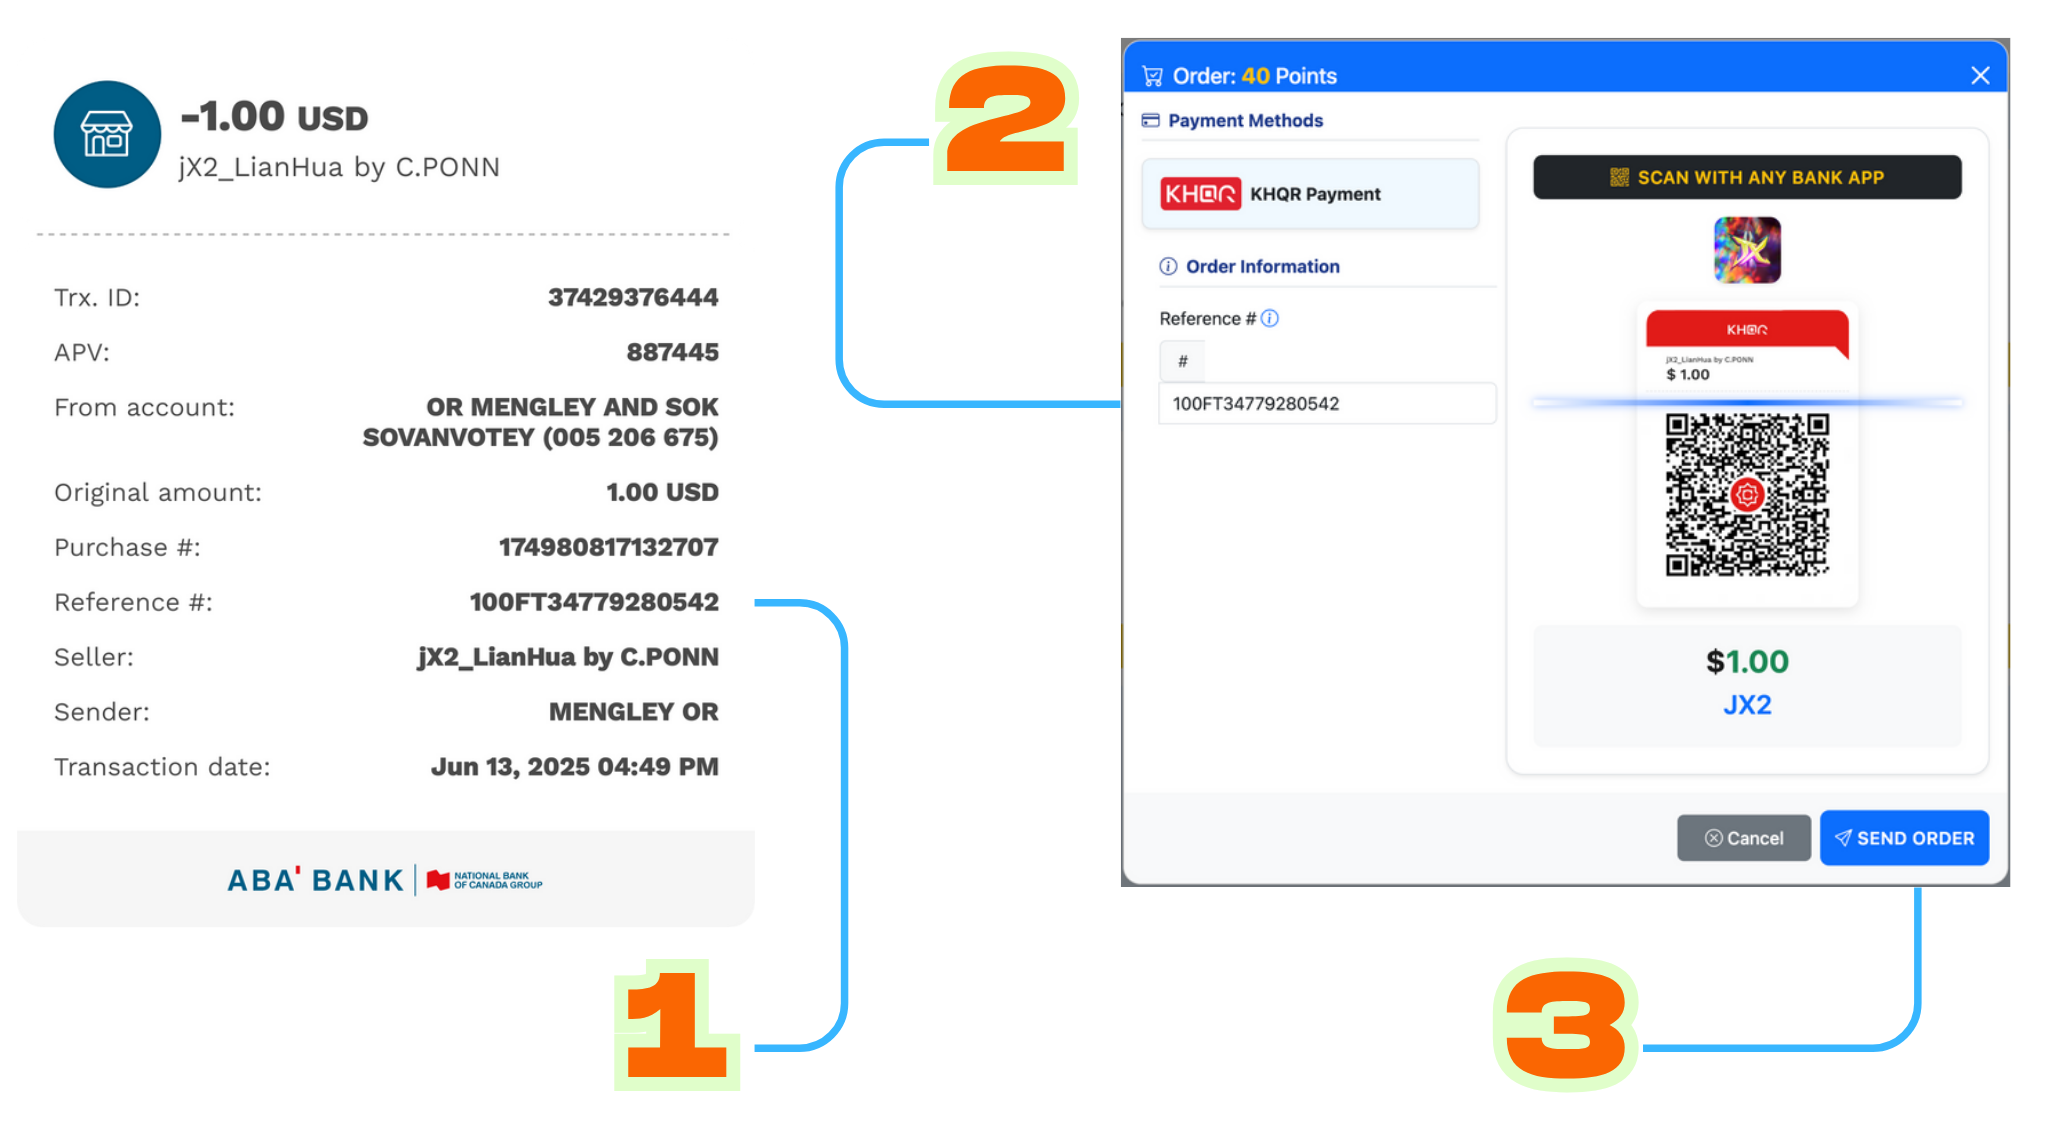 -1.00 USD
jX2_LianHua by C.PONN
Trx. ID: 37429376444
APV: 887445
From account: OR MENGLEY AND SOK
SOVANVOTEY (005 206 675)
Original amount: 1.00 USD
Purchase #: 174980817132707
Reference #: 100FT34779280542
Seller: jX2_LianHua by C.PONN
Sender: MENGLEY OR
Transaction date: Jun 13, 2025 04:49 PM
ABA' BANK
NATIONAL BANK
OF CANADA GROUP
1
2
Order: 40 Points
Payment Methods
KHQR KHQR Payment
Order Information
Reference #
#
100FT34779280542
SCAN WITH ANY BANK APP
JX
KHQR
jX2_LianHua by C.PONN
$ 1.00
$1.00
JX2
Cancel
SEND ORDER
3